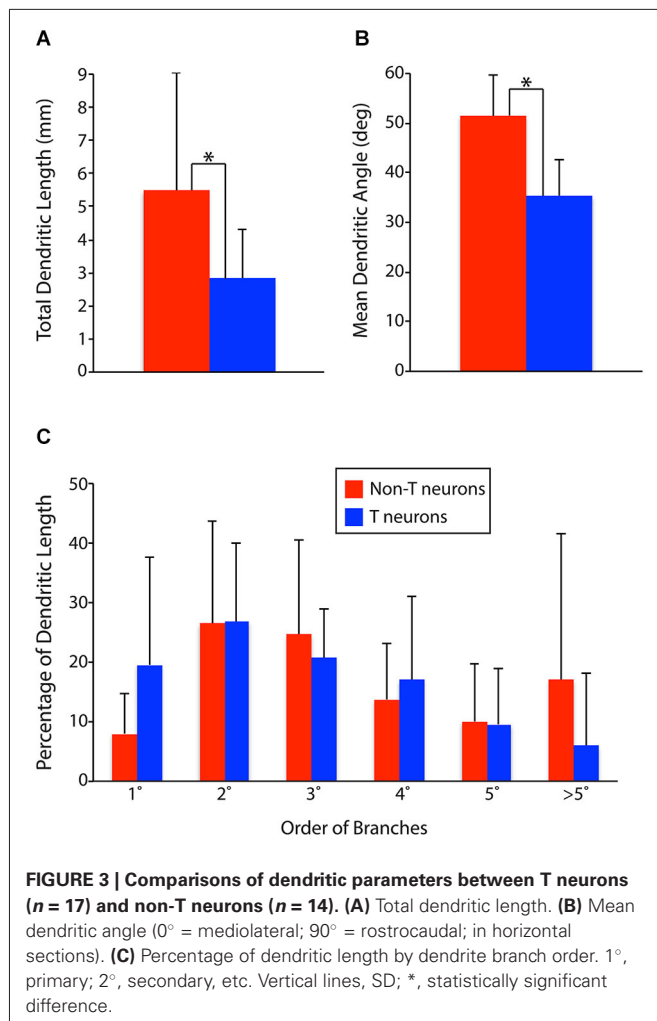 A
Total Dendritic Length (mm)
9
8
7
6
5
4
3
2
1
0
*
B
Mean Dendritic Angle (deg)
60
50
40
30
20
10
0
*
C
Percentage of Dendritic Length
50
40
30
20
10
0
Non-T neurons
T neurons
1° 2° 3° 4° 5° >5°
Order of Branches
FIGURE 3 | Comparisons of dendritic parameters between T neurons
(n = 17) and non-T neurons (n = 14). (A) Total dendritic length. (B) Mean
dendritic angle (0° = mediolateral; 90° = rostrocaudal; in horizontal
sections). (C) Percentage of dendritic length by dendrite branch order. 1°,
primary; 2°, secondary, etc. Vertical lines, SD; *, statistically significant
difference.